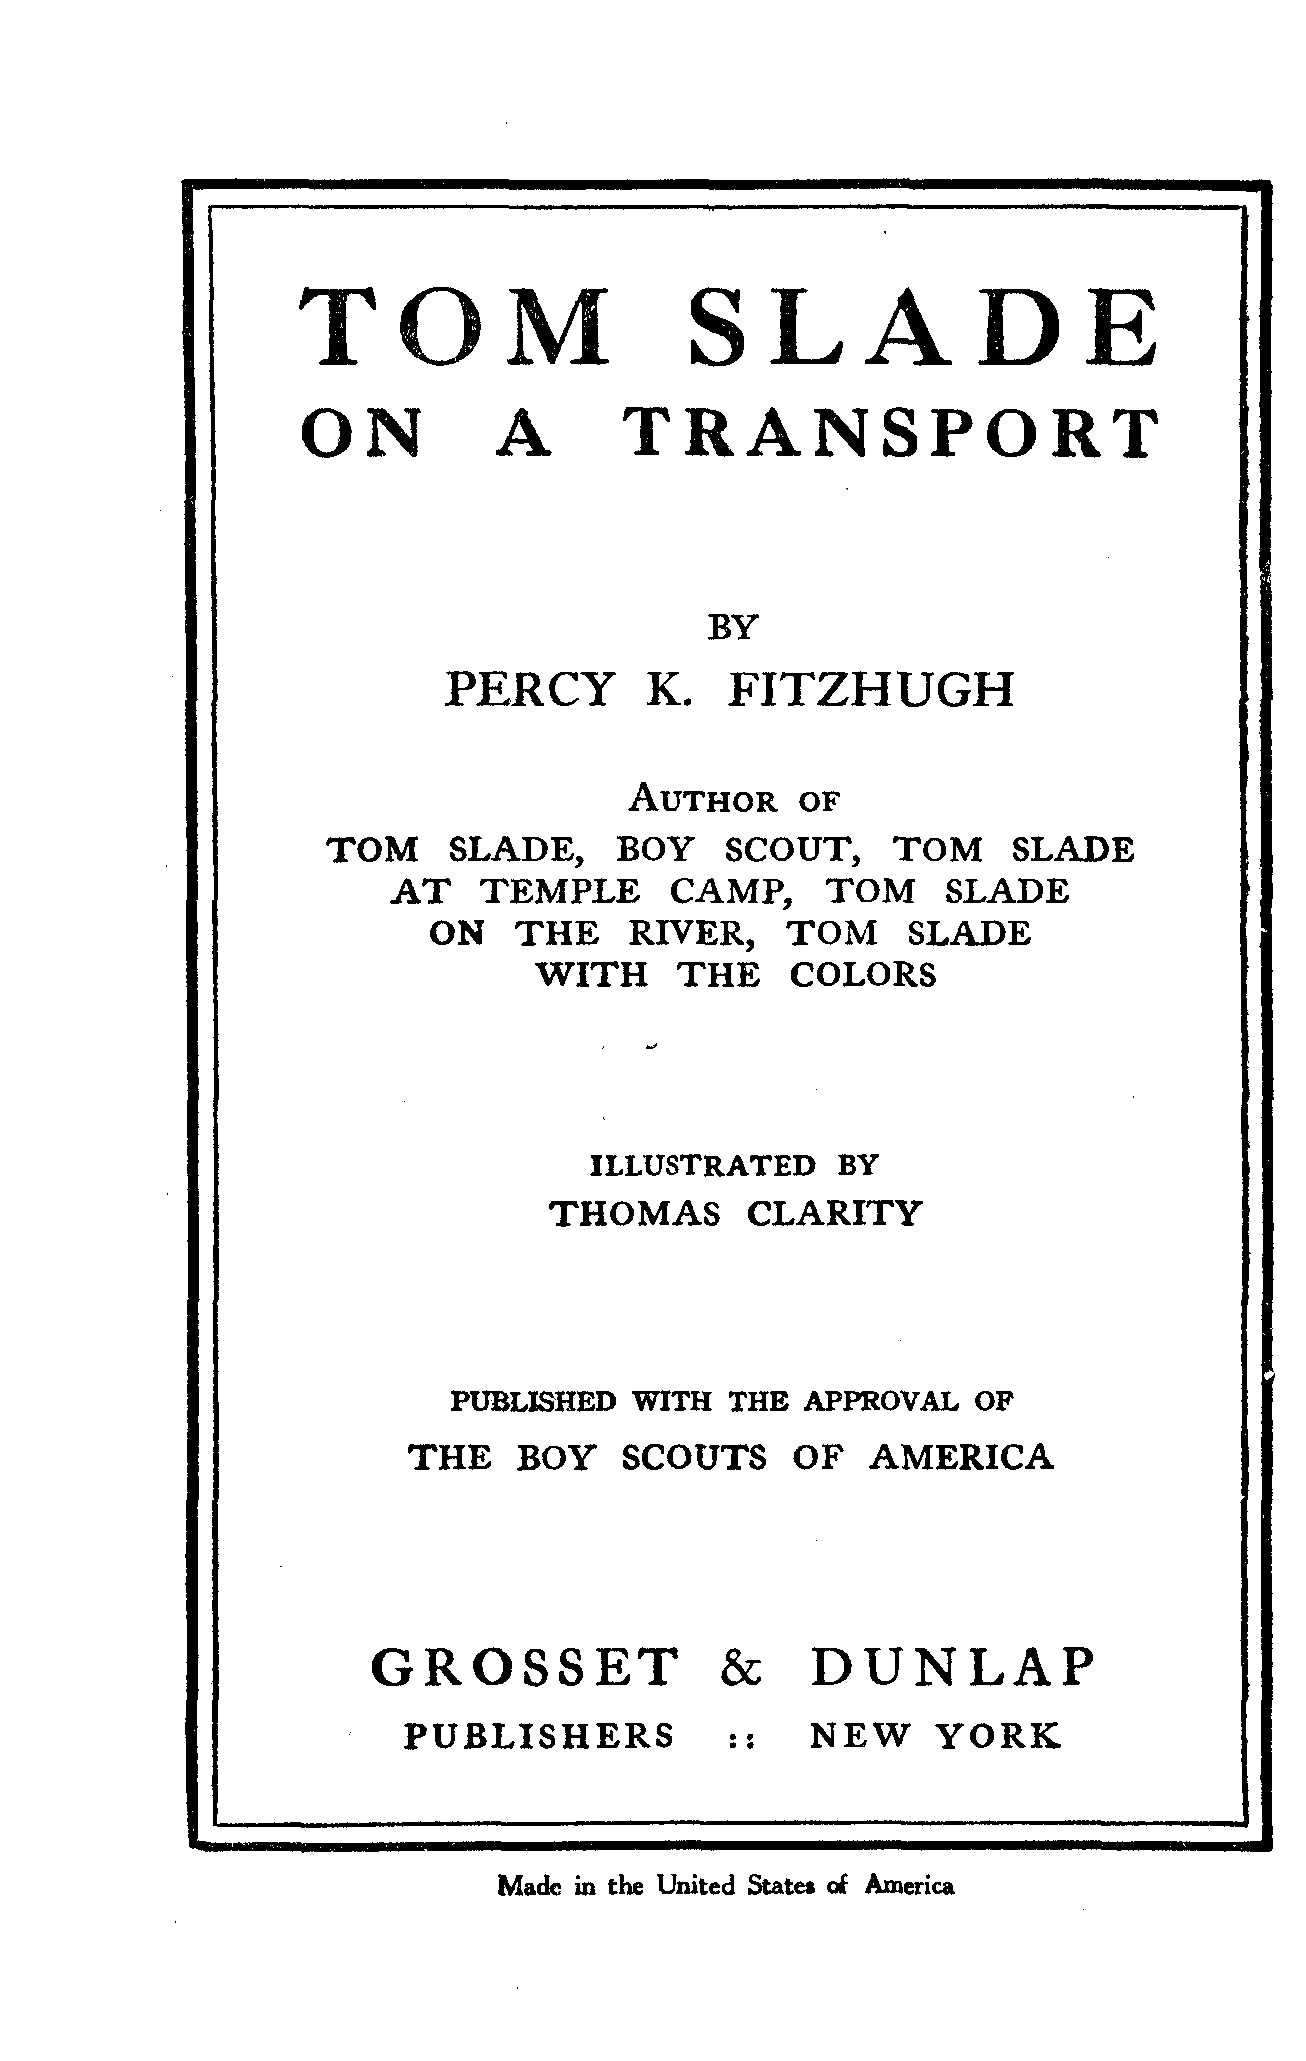 TOM SLADE
ON A TRANSPORT
BY
PERCY K. FITZHUGH
AUTHOR OF
TOM SLADE, BOY SCOUT, TOM SLADE
AT TEMPLE CAMP, TOM SLADE
ON THE RIVER, TOM SLADE
WITH THE COLORS
ILLUSTRATED BY
THOMAS CLARITY
PUBLISHED WITH THE APPROVAL OF
THE BOY SCOUTS OF AMERICA
GROSSET & DUNLAP
PUBLISHERS :: NEW YORK
Made in the United States of America